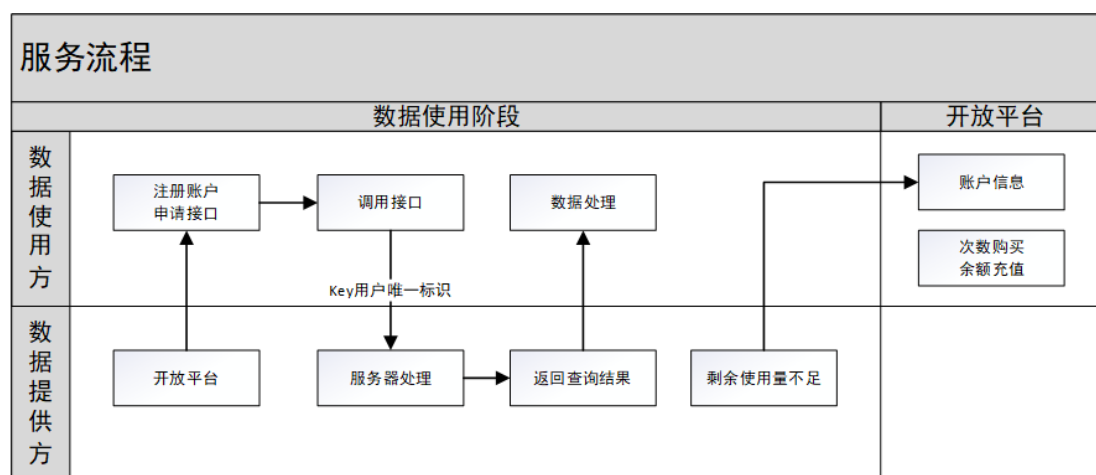 服务流程
数据使用阶段
开放平台
数据使用方
注册账户
申请接口
调用接口
数据处理
账户信息
次数购买
余额充值
Key用户唯一标识
数据提供方
开放平台
服务器处理
返回查询结果
剩余使用量不足